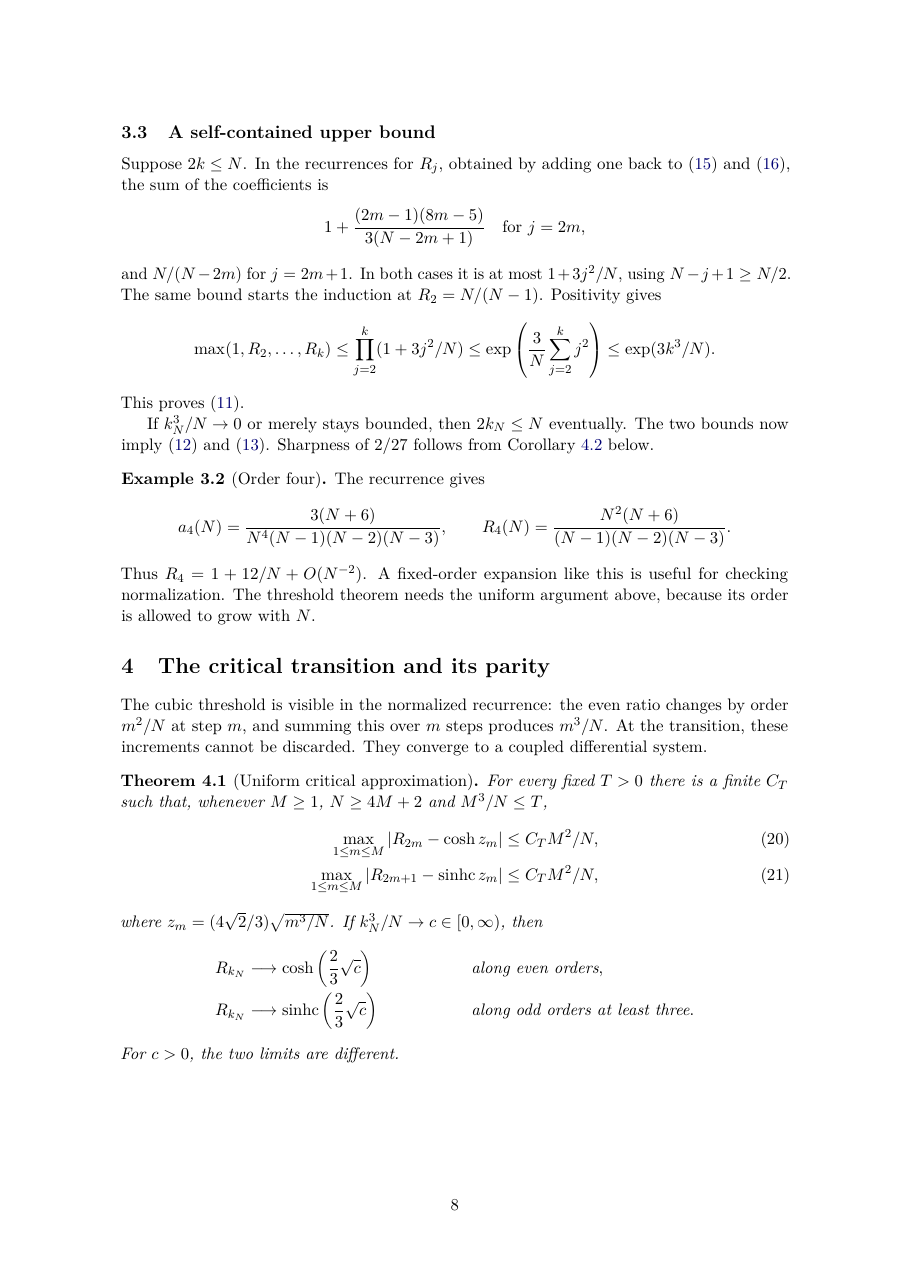 3.3 A self-contained upper bound
Suppose 2k ≤ N. In the recurrences for R_j, obtained by adding one back to (15) and (16),
the sum of the coefficients is
1 + (2m − 1)(8m − 5) / 3(N − 2m + 1) for j = 2m,
and N/(N − 2m) for j = 2m + 1. In both cases it is at most 1 + 3j²/N, using N − j + 1 ≥ N/2.
The same bound starts the induction at R_2 = N/(N − 1). Positivity gives
max(1, R_2, . . . , R_k) ≤ ∏_{j=2}^{k} (1 + 3j²/N) ≤ exp( (3/N) ∑_{j=2}^{k} j² ) ≤ exp(3k³/N).
This proves (11).
If k_N³/N → 0 or merely stays bounded, then 2k_N ≤ N eventually. The two bounds now
imply (12) and (13). Sharpness of 2/27 follows from Corollary 4.2 below.
Example 3.2 (Order four). The recurrence gives
a_4(N) = 3(N + 6) / N⁴(N − 1)(N − 2)(N − 3), R_4(N) = N²(N + 6) / (N − 1)(N − 2)(N − 3).
Thus R_4 = 1 + 12/N + O(N⁻²). A fixed-order expansion like this is useful for checking
normalization. The threshold theorem needs the uniform argument above, because its order
is allowed to grow with N.
4 The critical transition and its parity
The cubic threshold is visible in the normalized recurrence: the even ratio changes by order
m²/N at step m, and summing this over m steps produces m³/N. At the transition, these
increments cannot be discarded. They converge to a coupled differential system.
Theorem 4.1 (Uniform critical approximation). For every fixed T > 0 there is a finite C_T
such that, whenever M ≥ 1, N ≥ 4M + 2 and M³/N ≤ T,
max_{1≤m≤M} |R_{2m} − cosh z_m| ≤ C_T M²/N, (20)
max_{1≤m≤M} |R_{2m+1} − sinhc z_m| ≤ C_T M²/N, (21)
where z_m = (4√2/3)√(m³/N). If k_N³/N → c ∈ [0, ∞), then
R_{k_N} ⟶ cosh( (2/3)√c ) along even orders,
R_{k_N} ⟶ sinhc( (2/3)√c ) along odd orders at least three.
For c > 0, the two limits are different.
8